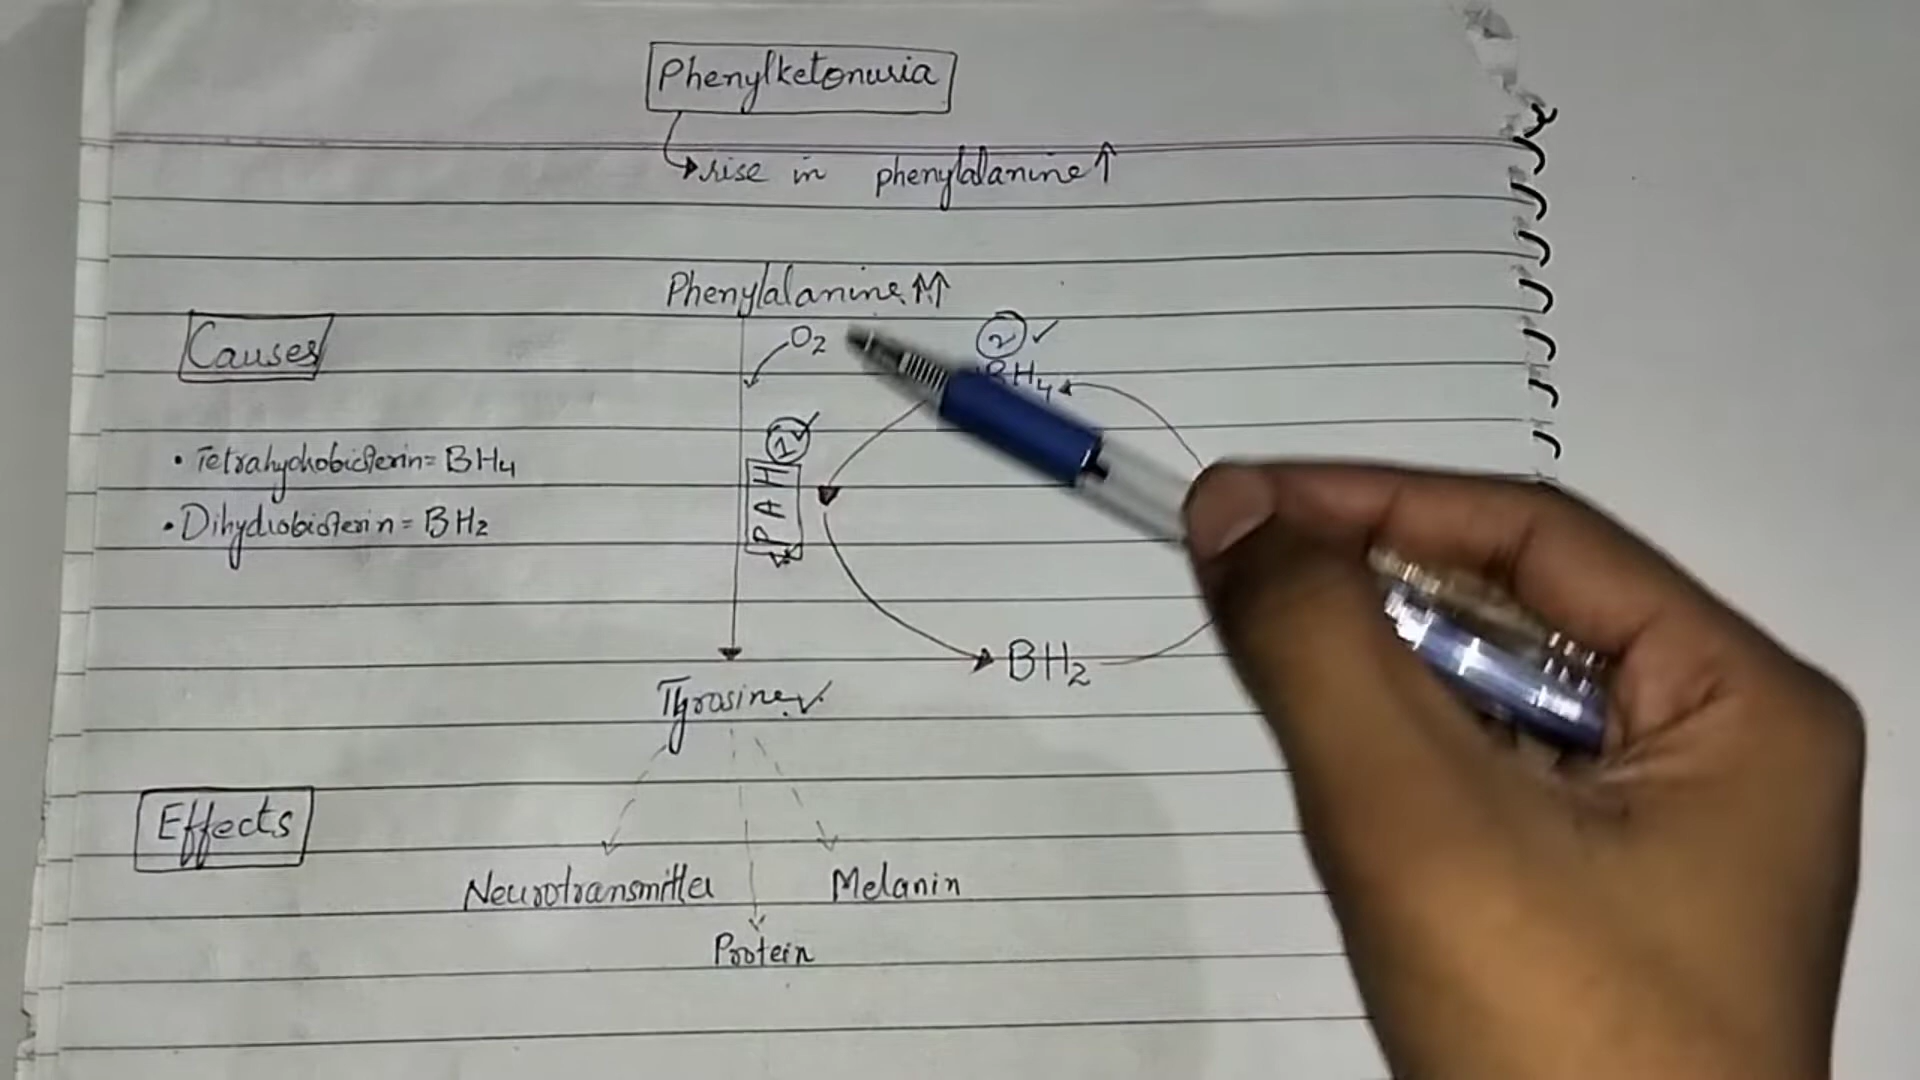 Phenylketonuria
rise in phenylalanine ↑
Phenylalanine ↑↑
O2
2 ✓
BH4
Causes
1 ✓
PAH
• Tetrahydrobiopterin = BH4
• Dihydrobiopterin = BH2
BH2
Tyrosine ✓
Effects
Neurotransmitter
Melanin
Protein